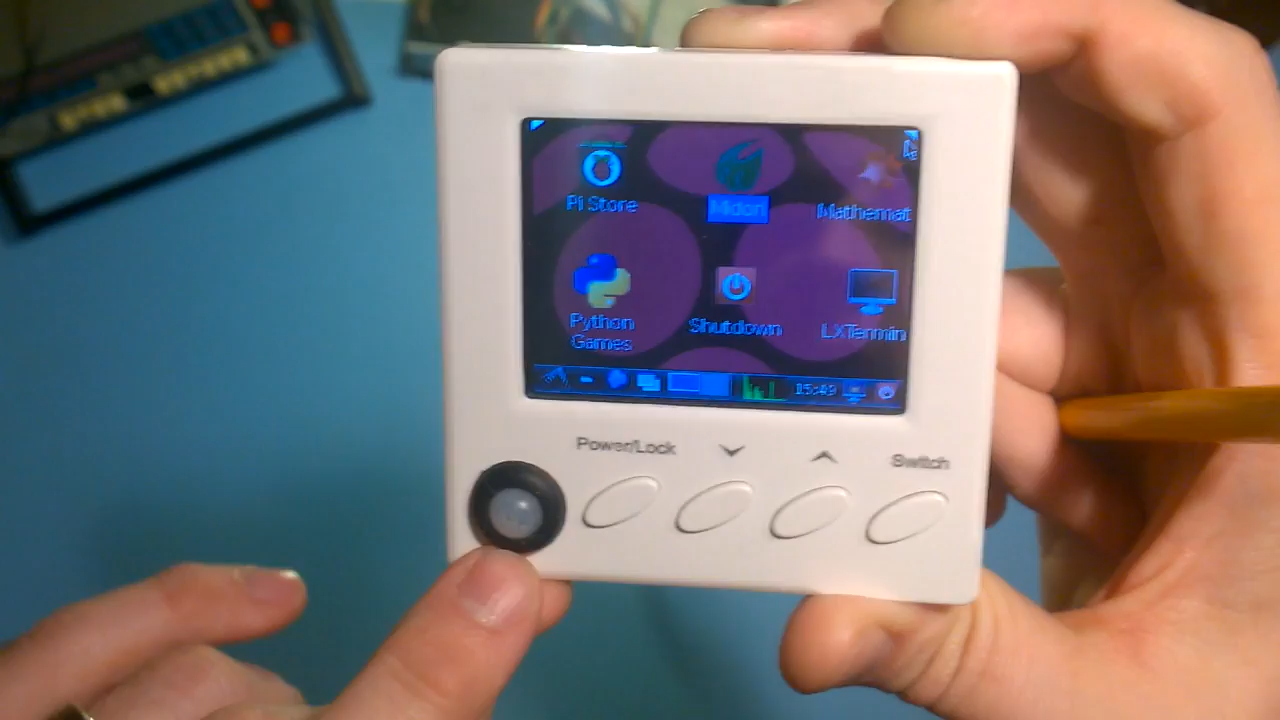 Pi Store
Midori
Mathemat
Python
Games
Shutdown
LXTermin
15:49
Power/Lock
Switch